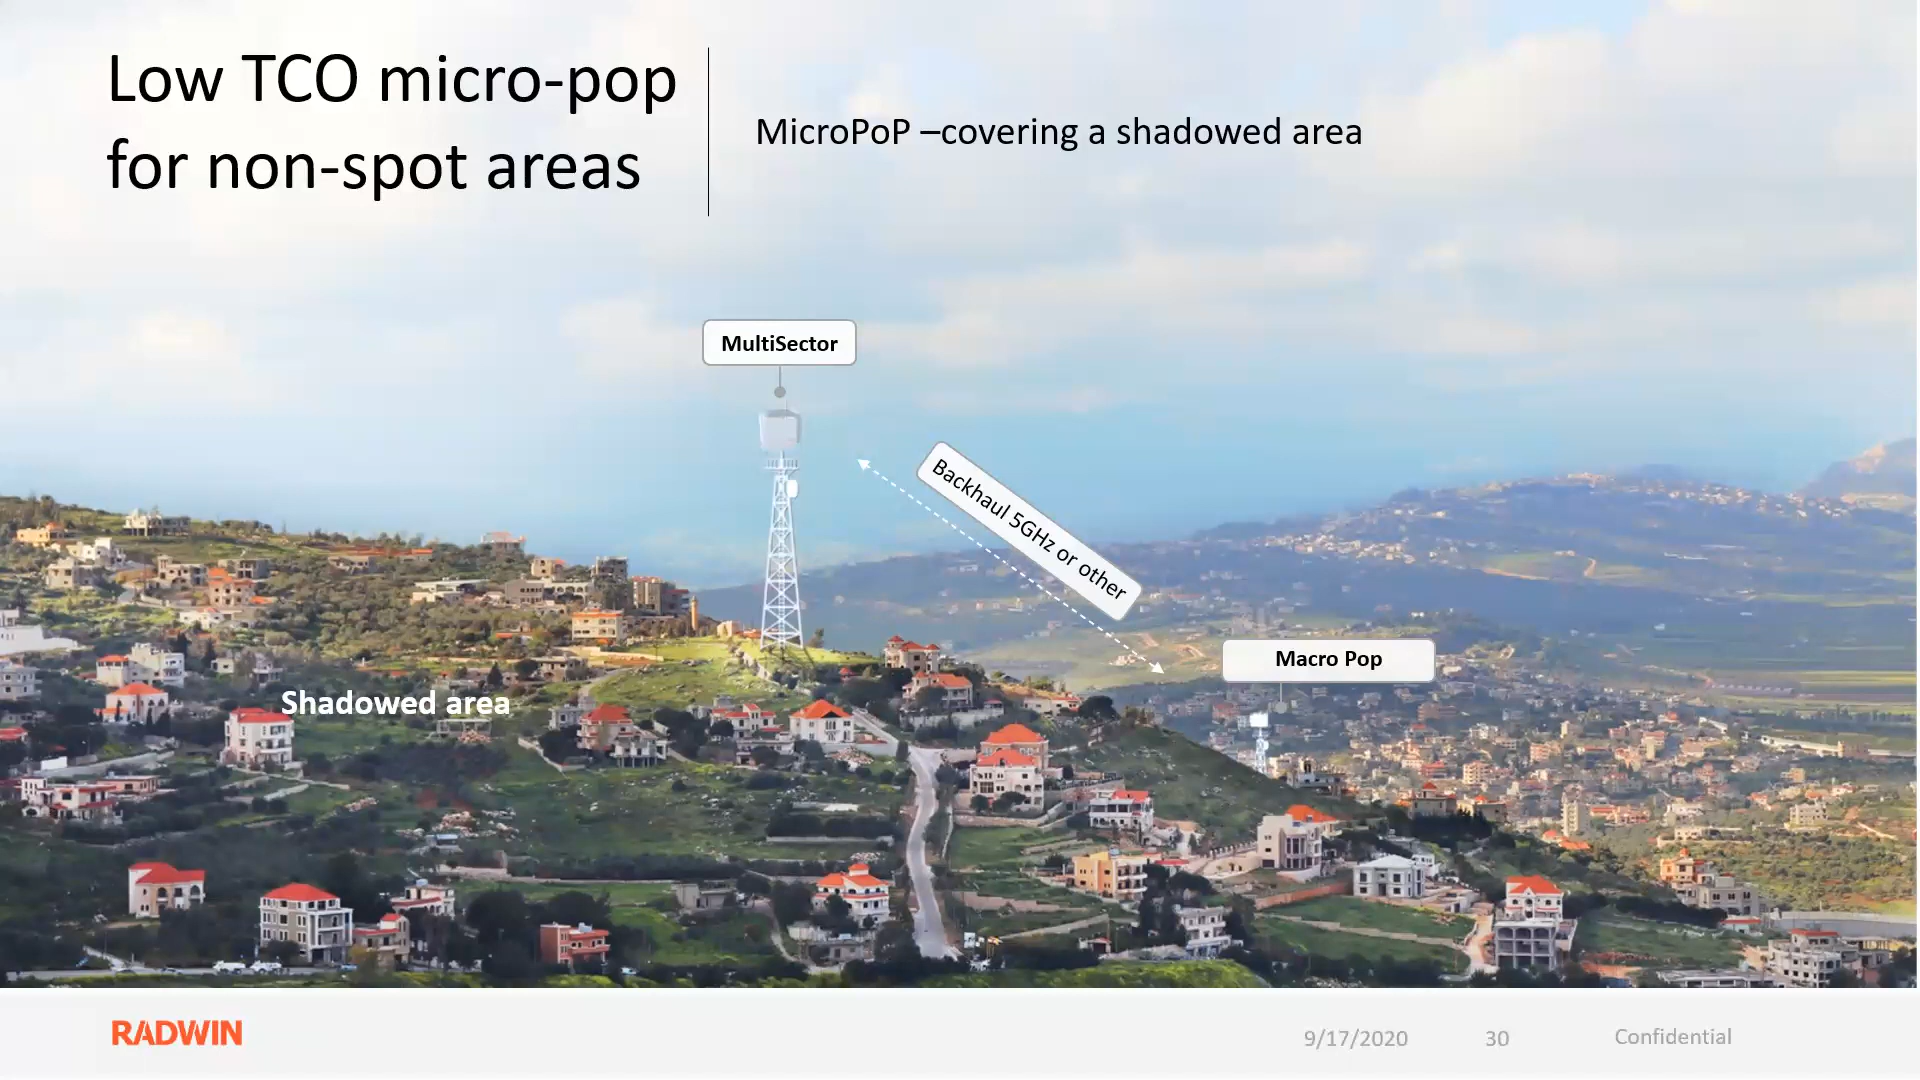 Low TCO micro-pop
for non-spot areas
MicroPoP –covering a shadowed area
MultiSector
Backhaul 5GHz or other
Macro Pop
Shadowed area
RADWIN
9/17/2020
30
Confidential